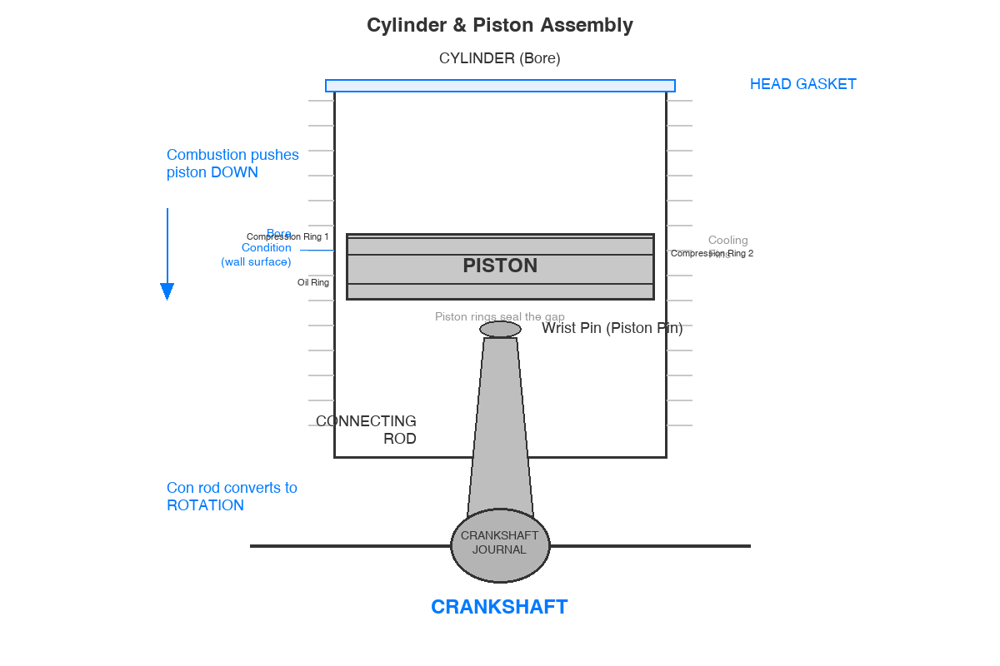 Cylinder & Piston Assembly
CYLINDER (Bore)
HEAD GASKET
Combustion pushes
piston DOWN
Bore
Compression Ring 1
Condition
(wall surface)
Cooling
Fins
Compression Ring 2
PISTON
Oil Ring
Piston rings seal the gap
Wrist Pin (Piston Pin)
CONNECTING
ROD
Con rod converts to
ROTATION
CRANKSHAFT
JOURNAL
CRANKSHAFT